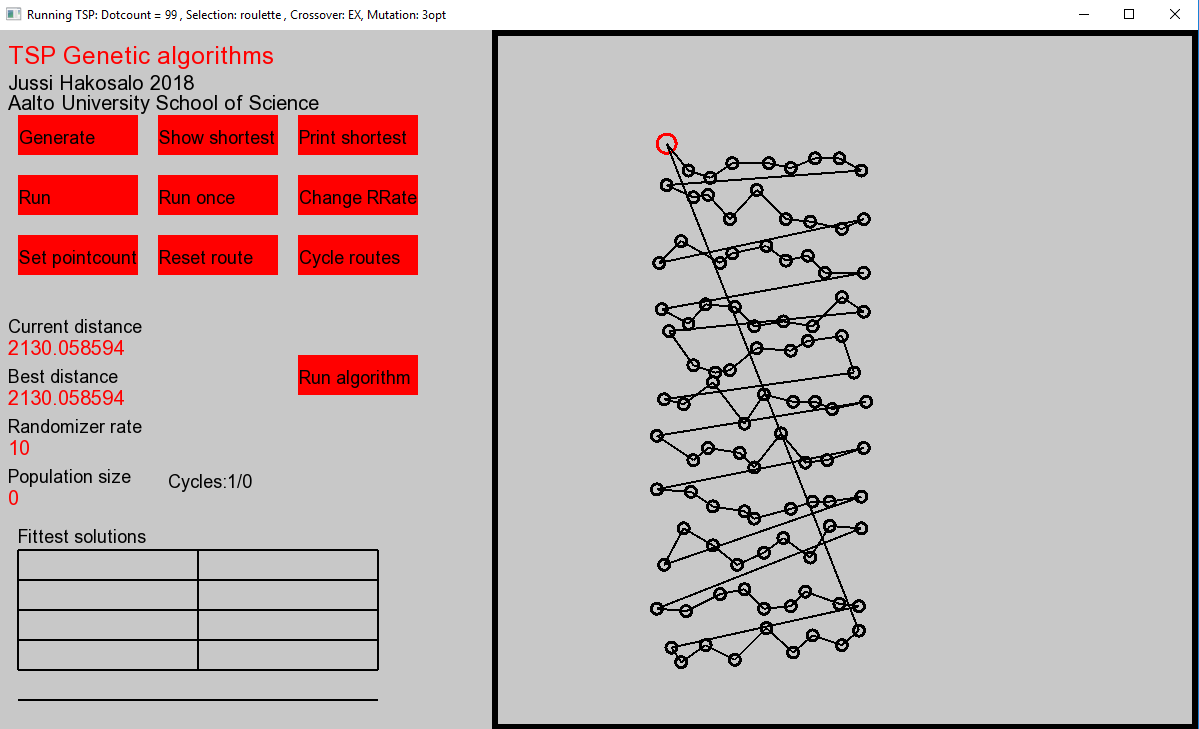 Running TSP: Dotcount = 99 , Selection: roulette , Crossover: EX, Mutation: 3opt
TSP Genetic algorithms
Jussi Hakosalo 2018
Aalto University School of Science
Generate
Show shortest
Print shortest
Run
Run once
Change RRate
Set pointcount
Reset route
Cycle routes
Current distance
2130.058594
Run algorithm
Best distance
2130.058594
Randomizer rate
10
Population size
Cycles:1/0
0
Fittest solutions